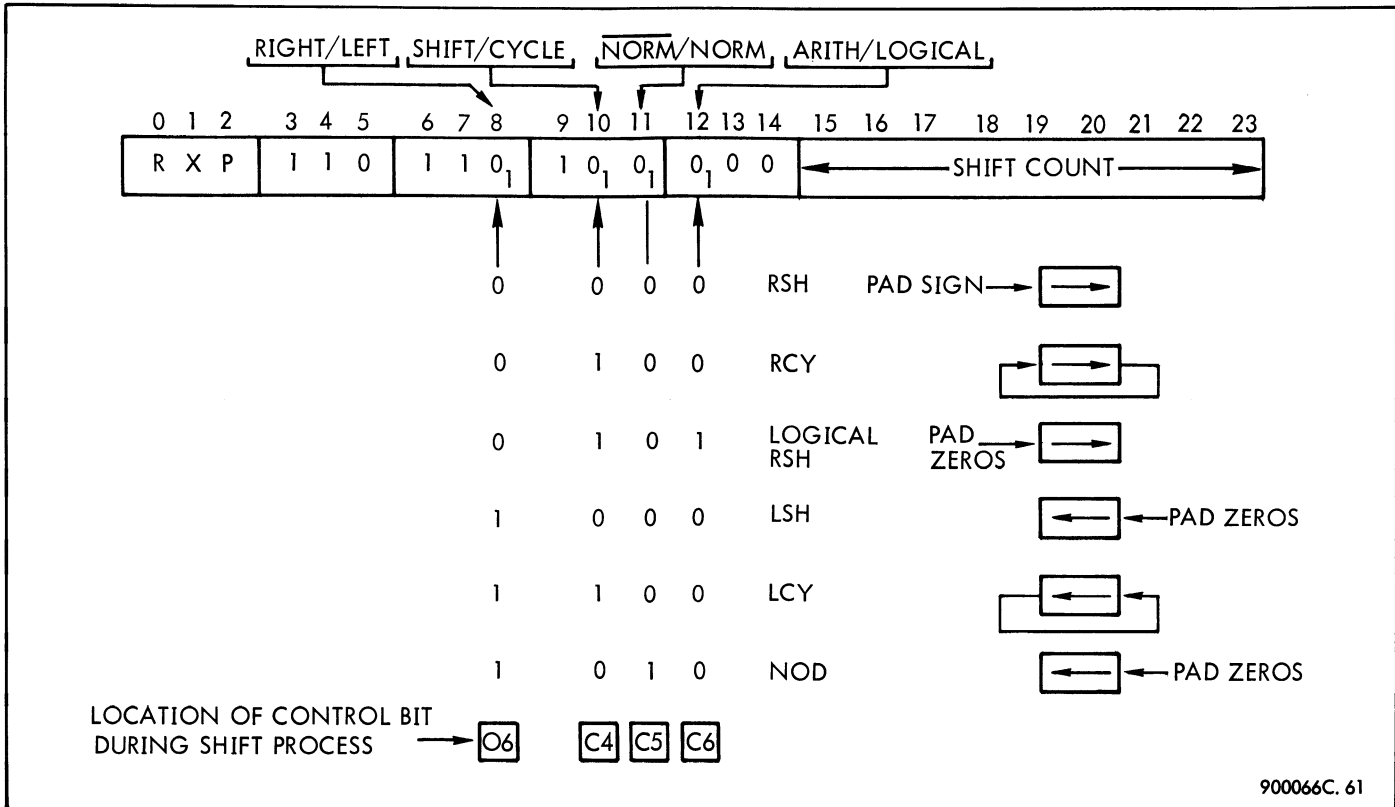 RIGHT/LEFT SHIFT/CYCLE NORM/NORM ARITH/LOGICAL
0 1 2 3 4 5 6 7 8 9 10 11 12 13 14 15 16 17 18 19 20 21 22 23
R X P 1 1 0 1 1 0 1 1 0 1 0 1 0 1 0 0 SHIFT COUNT
0 0 0 0 RSH PAD SIGN
0 1 0 0 RCY
0 1 0 1 LOGICAL RSH PAD ZEROS
1 0 0 0 LSH PAD ZEROS
1 1 0 0 LCY
1 0 1 0 NOD PAD ZEROS
LOCATION OF CONTROL BIT
DURING SHIFT PROCESS O6 C4 C5 C6
900066C.61